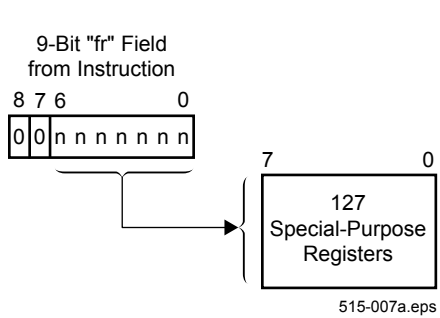 9-Bit "fr" Field
from Instruction
8 7 6 0
0 0 n n n n n n n
7 0
127
Special-Purpose
Registers
515-007a.eps